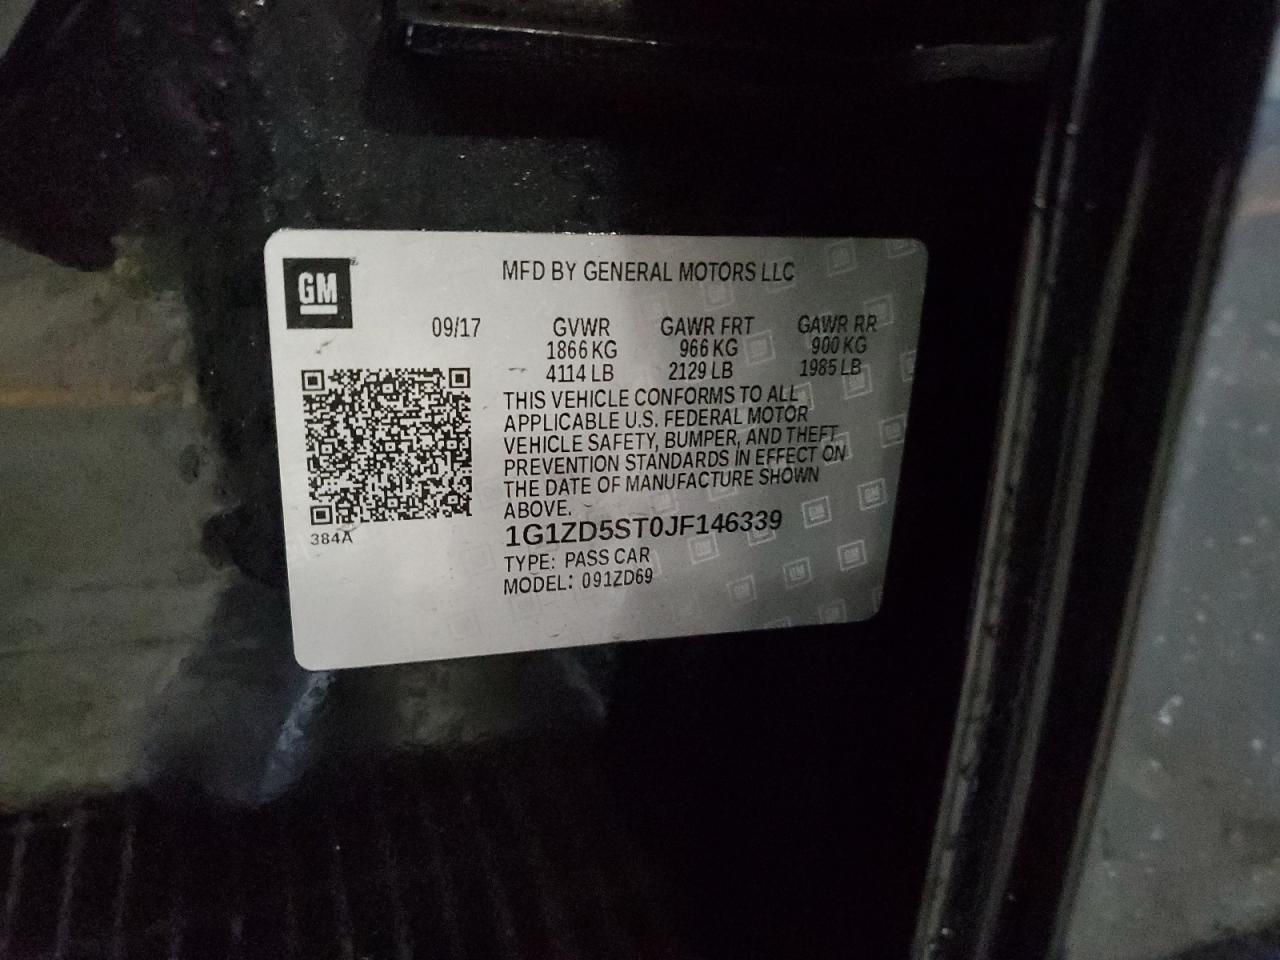 GM
MFD BY GENERAL MOTORS LLC
09/17 GVWR GAWR FRT GAWR RR
1866 KG 966 KG 900 KG
4114 LB 2129 LB 1985 LB
THIS VEHICLE CONFORMS TO ALL
APPLICABLE U.S. FEDERAL MOTOR
VEHICLE SAFETY, BUMPER, AND THEFT
PREVENTION STANDARDS IN EFFECT ON
THE DATE OF MANUFACTURE SHOWN
ABOVE.
384A
1G1ZD5ST0JF146339
TYPE: PASS CAR
MODEL: 091ZD69